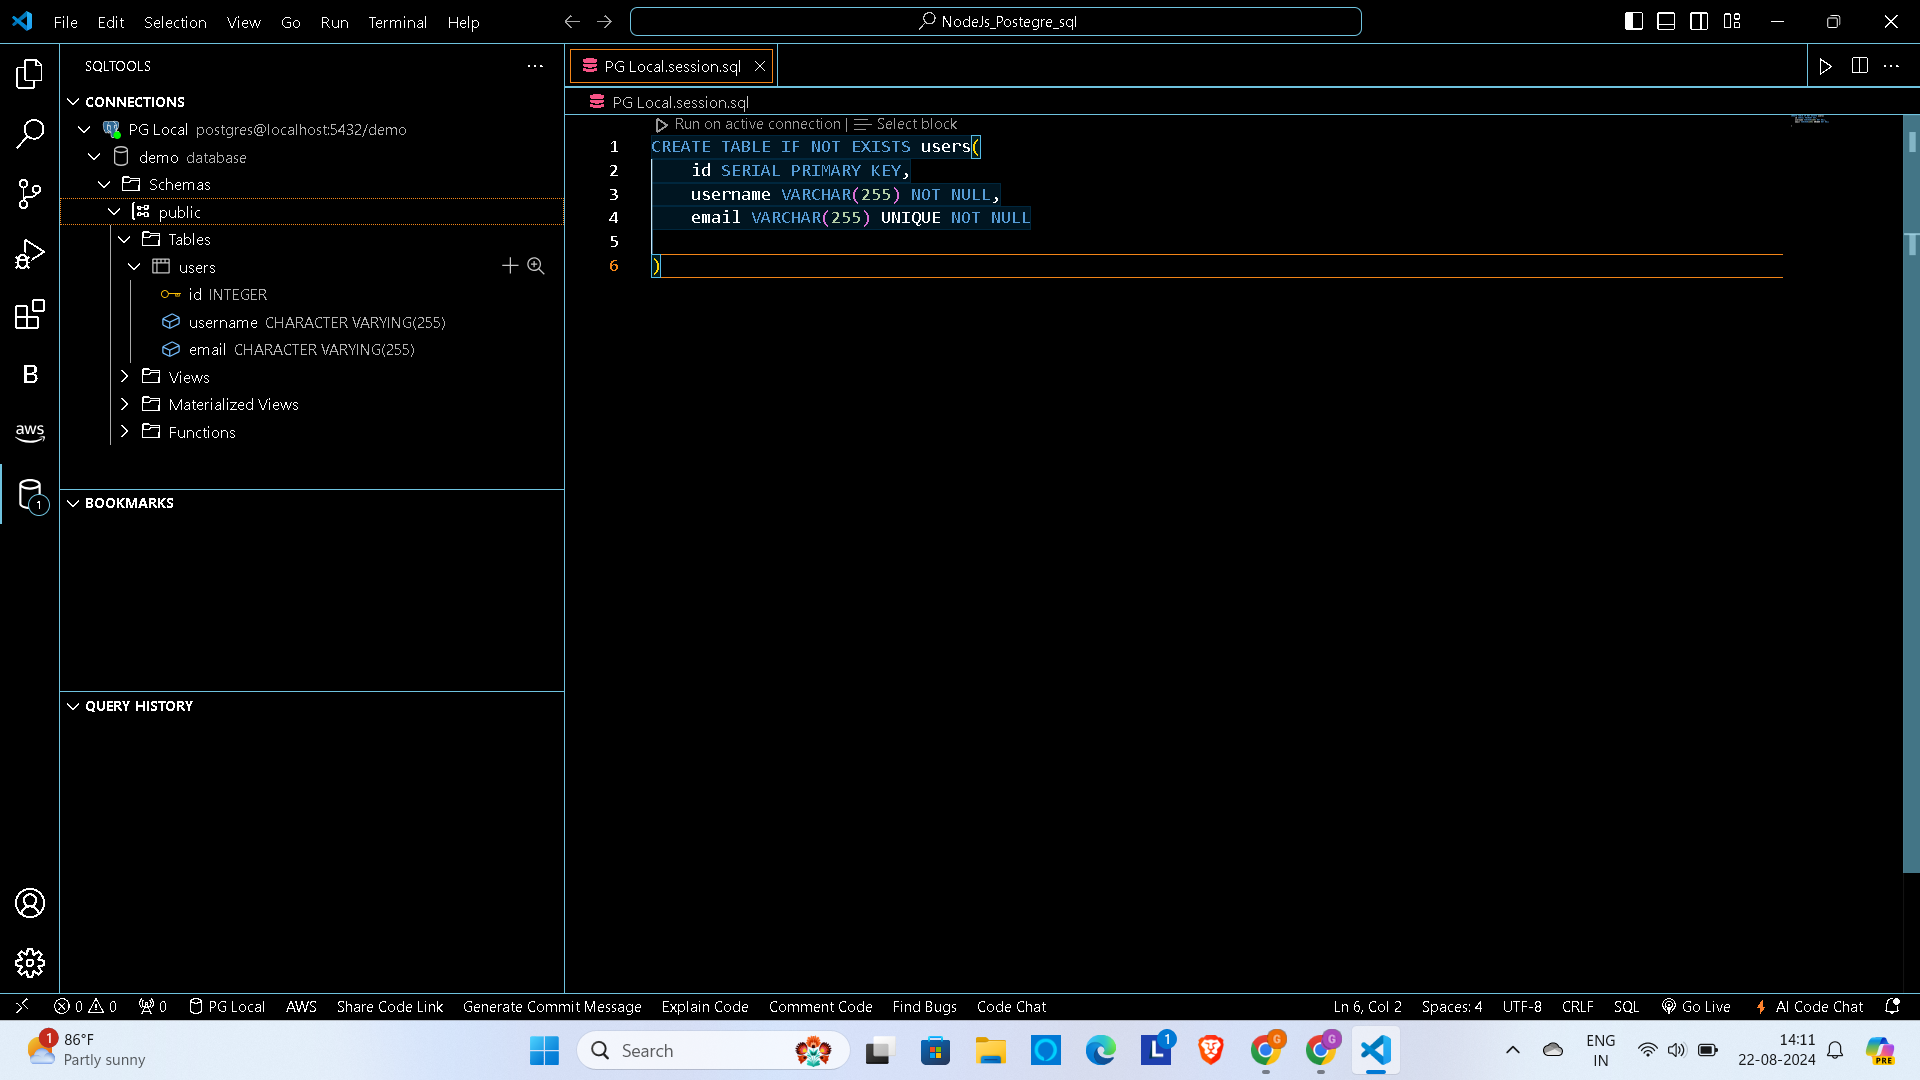 File Edit Selection View Go Run Terminal Help
NodeJs_Postegre_sql
SQLTOOLS
CONNECTIONS
PG Local postgres@localhost:5432/demo
demo database
Schemas
public
Tables
users
id INTEGER
username CHARACTER VARYING(255)
email CHARACTER VARYING(255)
Views
Materialized Views
Functions
B
aws
1
BOOKMARKS
QUERY HISTORY
PG Local.session.sql
PG Local.session.sql
Run on active connection | Select block
1 CREATE TABLE IF NOT EXISTS users(
2 id SERIAL PRIMARY KEY,
3 username VARCHAR(255) NOT NULL,
4 email VARCHAR(255) UNIQUE NOT NULL
5
6 )
0 0 0 PG Local AWS Share Code Link Generate Commit Message Explain Code Comment Code Find Bugs Code Chat
Ln 6, Col 2 Spaces: 4 UTF-8 CRLF SQL Go Live AI Code Chat
1
86°F
Partly sunny
Search
L 1
G
G
ENG
IN
14:11
22-08-2024
PRE